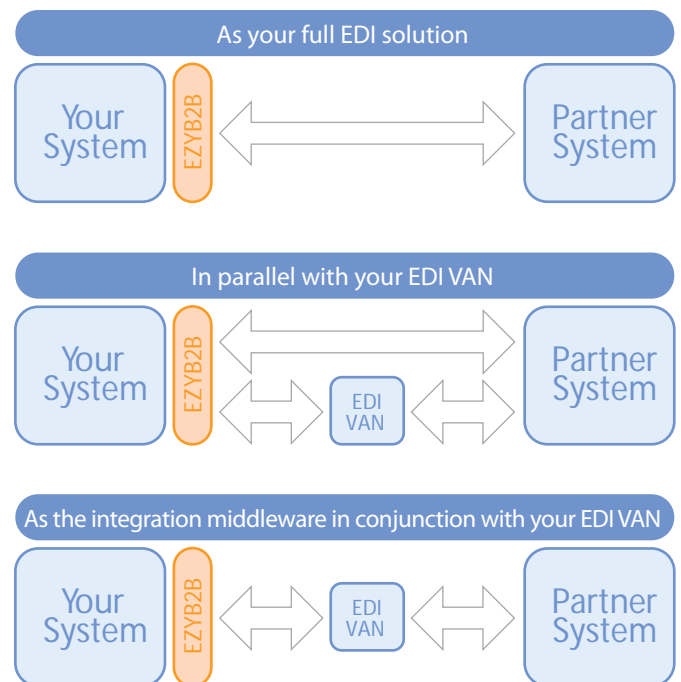 As your full EDI solution
Your
System
EZYB2B
Partner
System
In parallel with your EDI VAN
Your
System
EZYB2B
EDI
VAN
Partner
System
As the integration middleware in conjunction with your EDI VAN
Your
System
EZYB2B
EDI
VAN
Partner
System